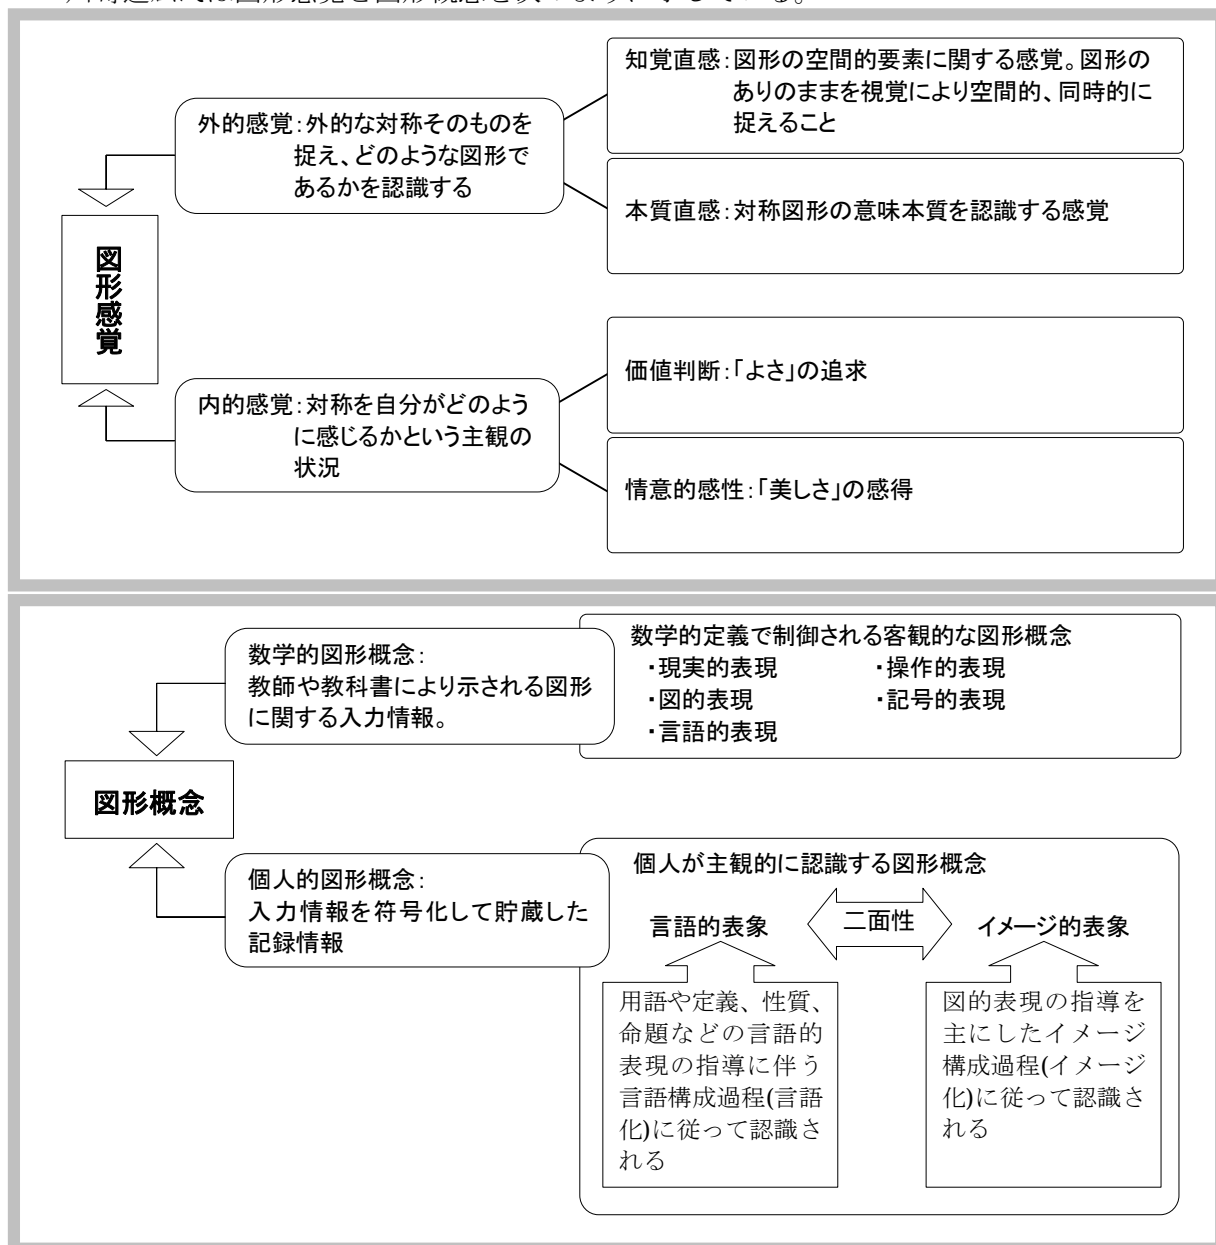 知覚直感:図形の空間的要素に関する感覚。図形の
ありのままを視覚により空間的、同時的に
捉えること
外的感覚:外的な対称そのものを
捉え、どのような図形で
あるかを認識する
本質直感:対称図形の意味本質を認識する感覚
図形感覚
価値判断:「よさ」の追求
内的感覚:対称を自分がどのよう
に感じるかという主観の
状況
情意的感性:「美しさ」の感得
数学的図形概念:
教師や教科書により示される図形
に関する入力情報。
数学的定義で制御される客観的な図形概念
・現実的表現 ・操作的表現
・図的表現 ・記号的表現
・言語的表現
図形概念
個人的図形概念:
入力情報を符号化して貯蔵した
記録情報
個人が主観的に認識する図形概念
言語的表象 二面性 イメージ的表象
用語や定義、性質、
命題などの言語的
表現の指導に伴う
言語構成過程(言語
化)に従って認識さ
れる
図的表現の指導を
主にしたイメージ
構成過程(イメージ
化)に従って認識さ
れる